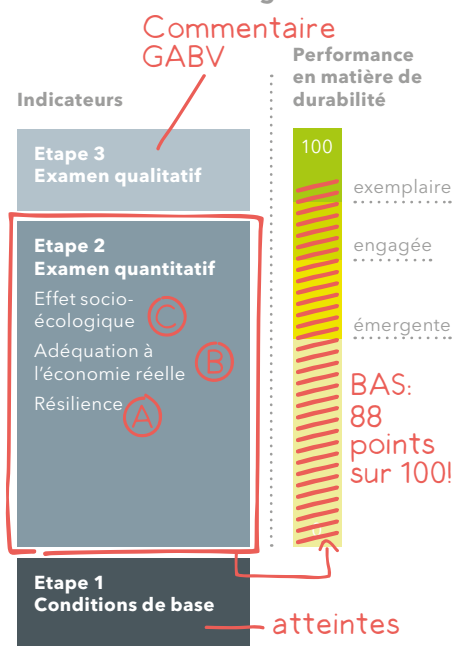 Commentaire
GABV
Performance
en matière de
durabilité
Indicateurs
Etape 3
Examen qualitatif
100
exemplaire
Etape 2
Examen quantitatif
engagée
Effet socio-
écologique
C
émergente
Adéquation à
l'économie réelle
B
Résilience
A
BAS:
88
points
sur 100!
Etape 1
Conditions de base
atteintes